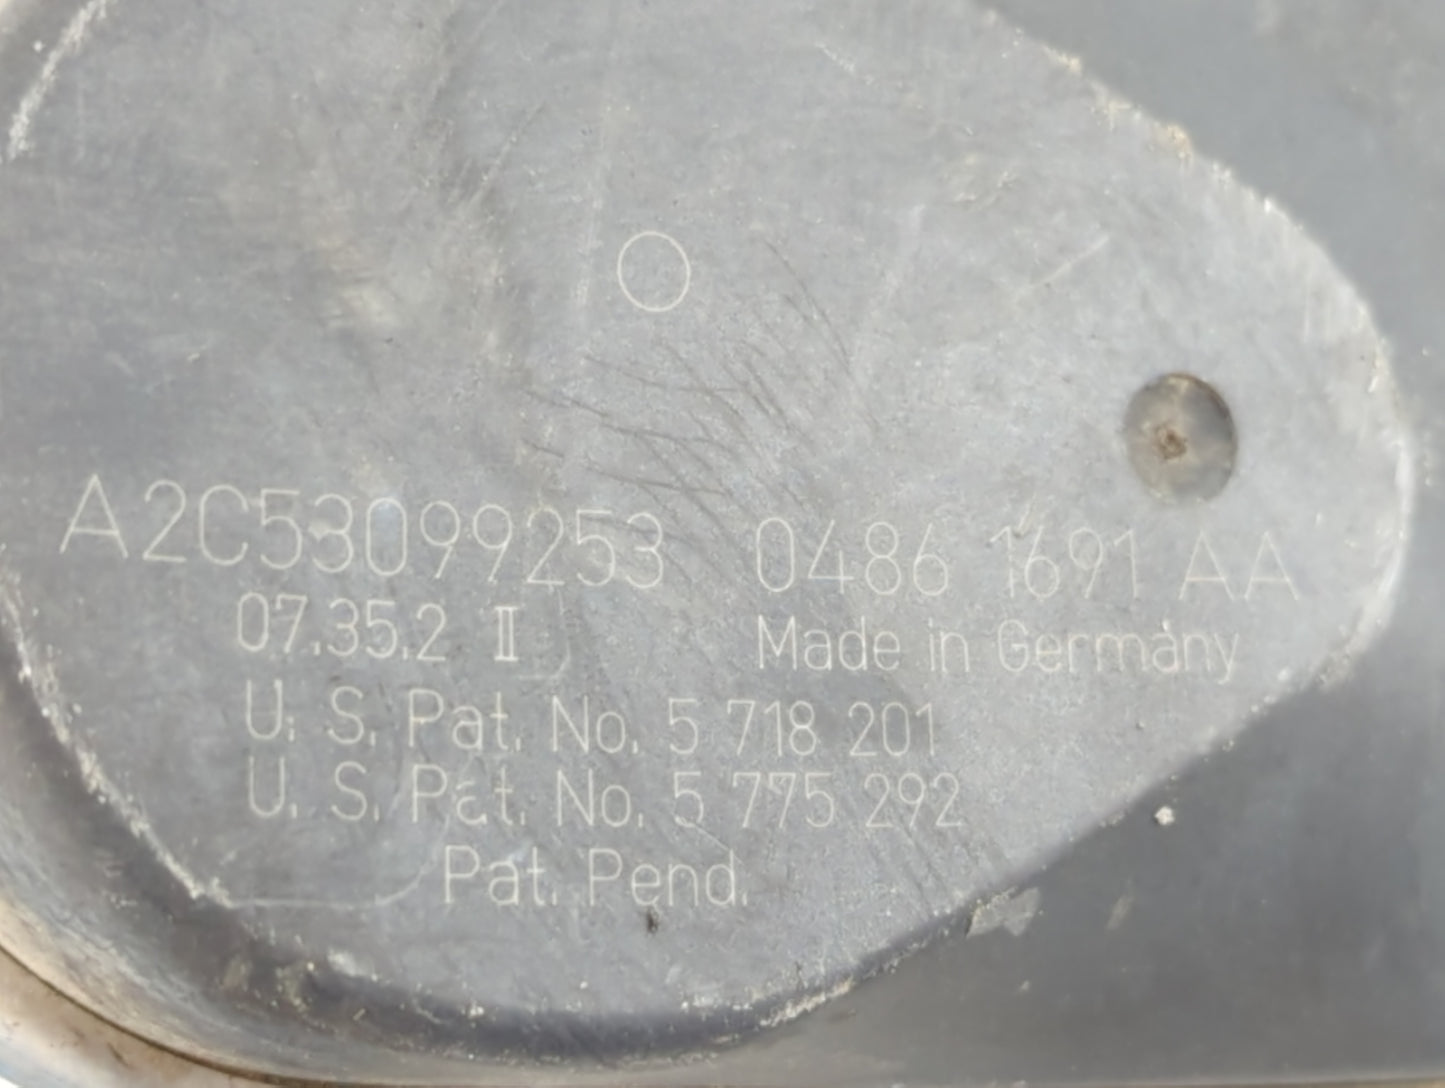 A2C53099253 0486 1691 AA
07.35.2 II Made in Germany
U. S. Pat. No. 5 718 201
U. S. Pat. No. 5 775 292
Pat. Pend.